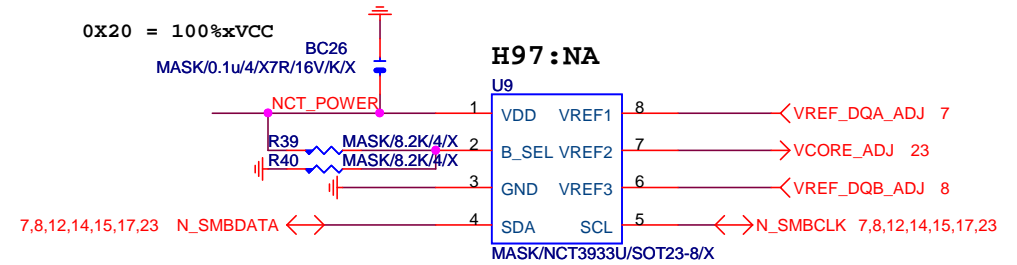 0X20 = 100%xVCC
BC26
MASK/0.1u/4/X7R/16V/K/X
H97:NA
U9
NCT_POWER
1 VDD VREF1 8 VREF_DQA_ADJ 7
R39 MASK/8.2K/4/X
2 B_SEL VREF2 7 VCORE_ADJ 23
R40 MASK/8.2K/4/X
3 GND VREF3 6 VREF_DQB_ADJ 8
7,8,12,14,15,17,23 N_SMBDATA 4 SDA SCL 5 N_SMBCLK 7,8,12,14,15,17,23
MASK/NCT3933U/SOT23-8/X